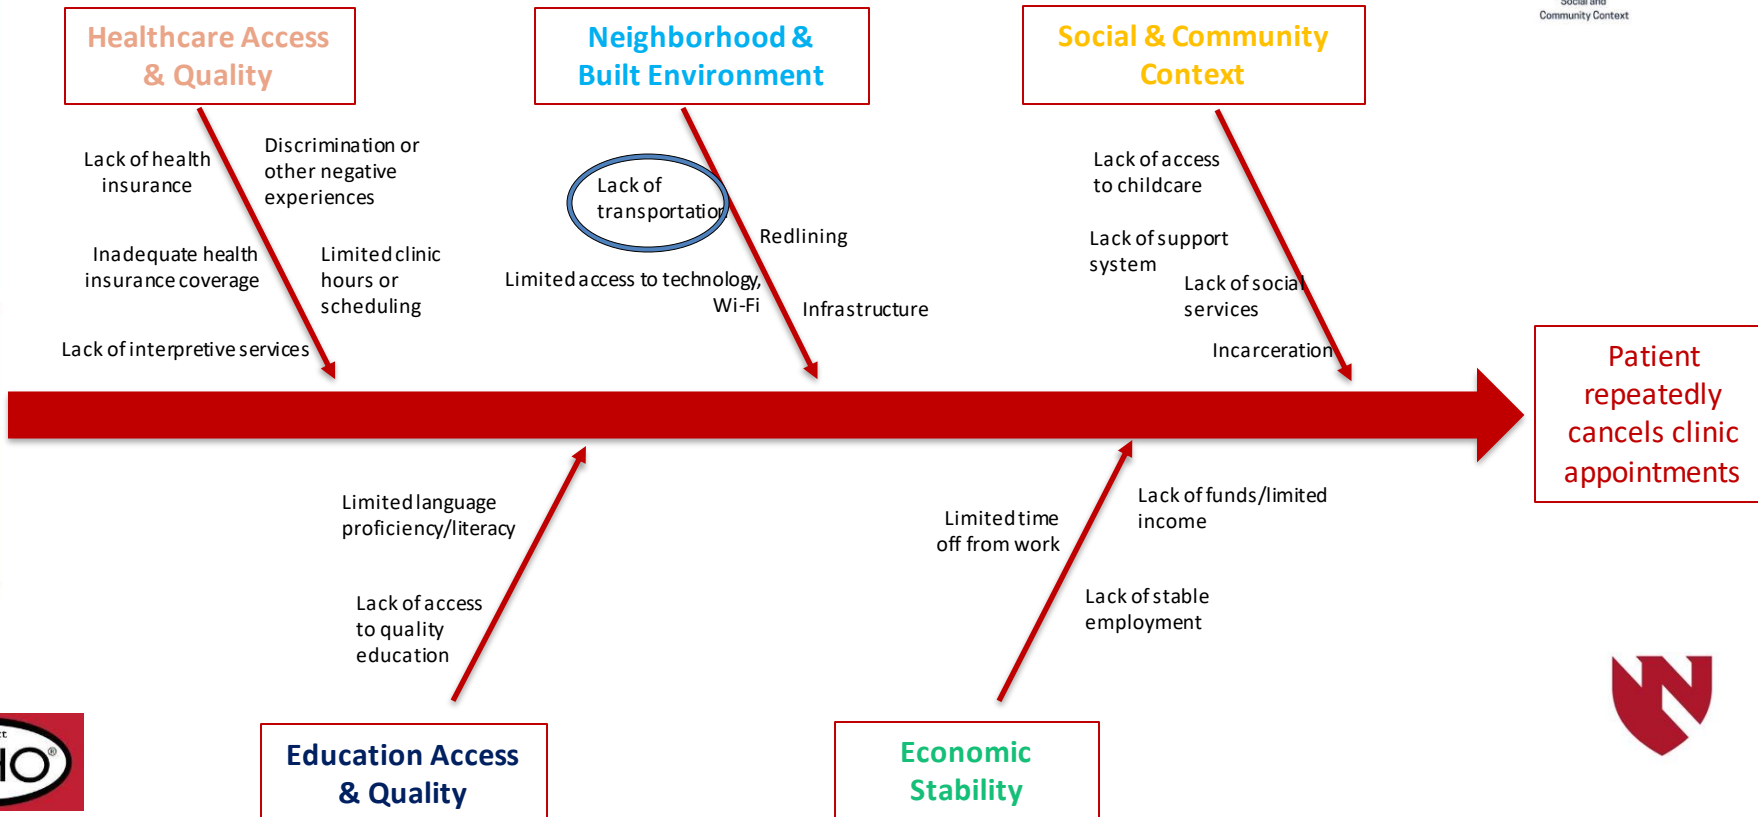 Social and
Community Context
Healthcare Access
& Quality
Neighborhood &
Built Environment
Social & Community
Context
Lack of health
insurance
Discrimination or
other negative
experiences
Inadequate health
insurance coverage
Limited clinic
hours or
scheduling
Lack of interpretive services
Lack of
transportation
Redlining
Limited access to technology,
Wi-Fi
Infrastructure
Lack of access
to childcare
Lack of support
system
Lack of social
services
Incarceration
Patient
repeatedly
cancels clinic
appointments
Limited language
proficiency/literacy
Lack of access
to quality
education
Limited time
off from work
Lack of funds/limited
income
Lack of stable
employment
Education Access
& Quality
Economic
Stability
N